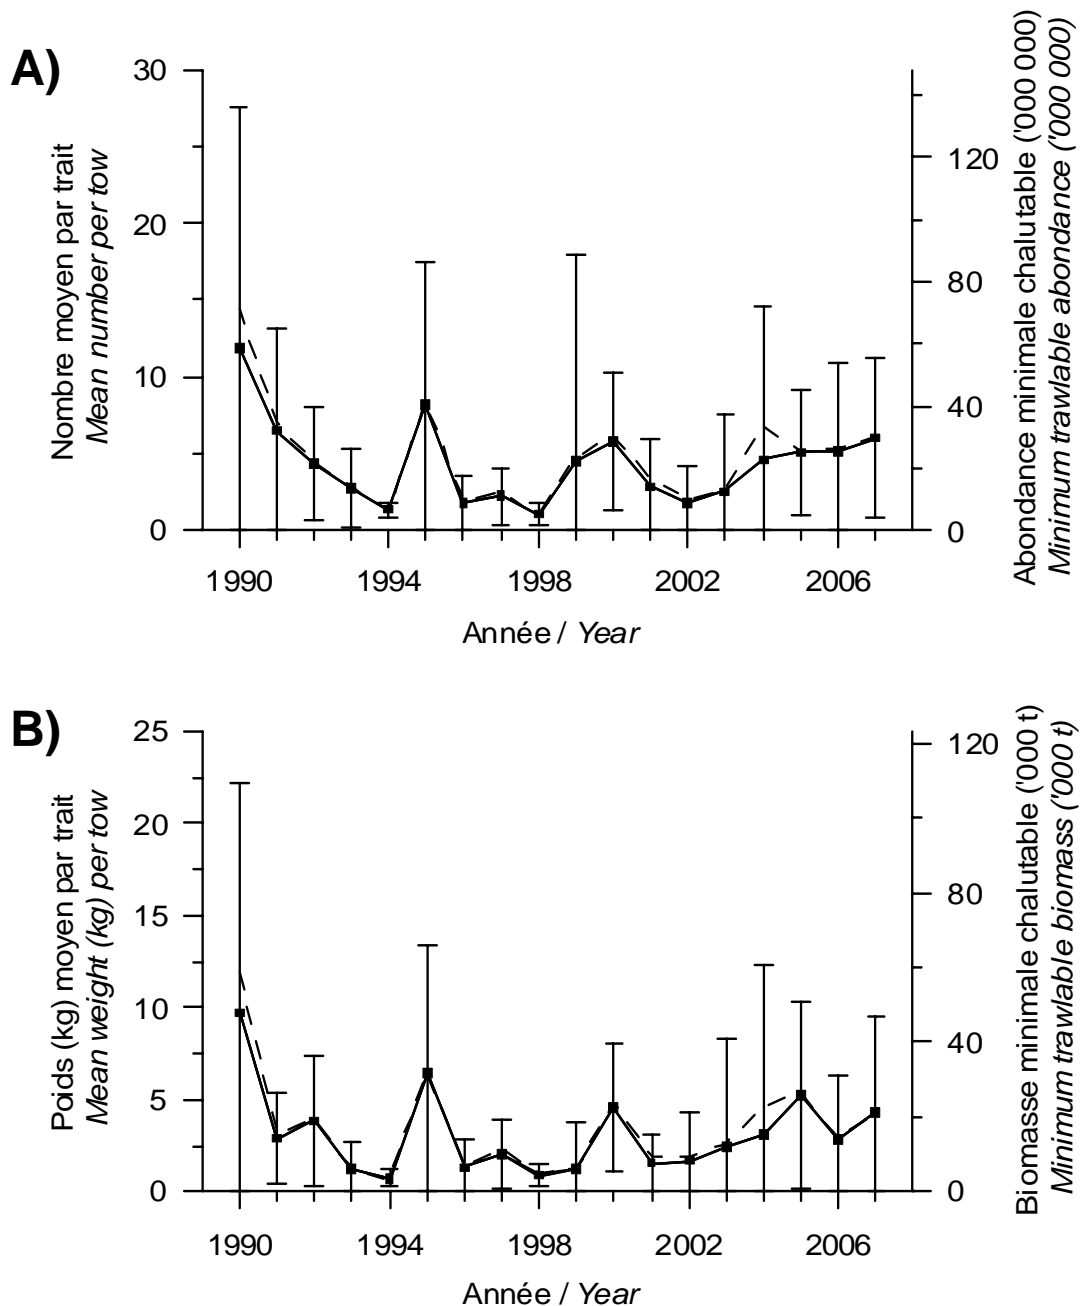 A)
Nombre moyen par trait
Mean number per tow
30
20
10
0
120
80
40
0
Abondance minimale chalutable ('000 000)
Minimum trawlable abondance ('000 000)
1990
1994
1998
2002
2006
Année / Year
B)
Poids (kg) moyen par trait
Mean weight (kg) per tow
25
20
15
10
5
0
120
80
40
0
Biomasse minimale chalutable ('000 t)
Minimum trawlable biomass ('000 t)
1990
1994
1998
2002
2006
Année / Year